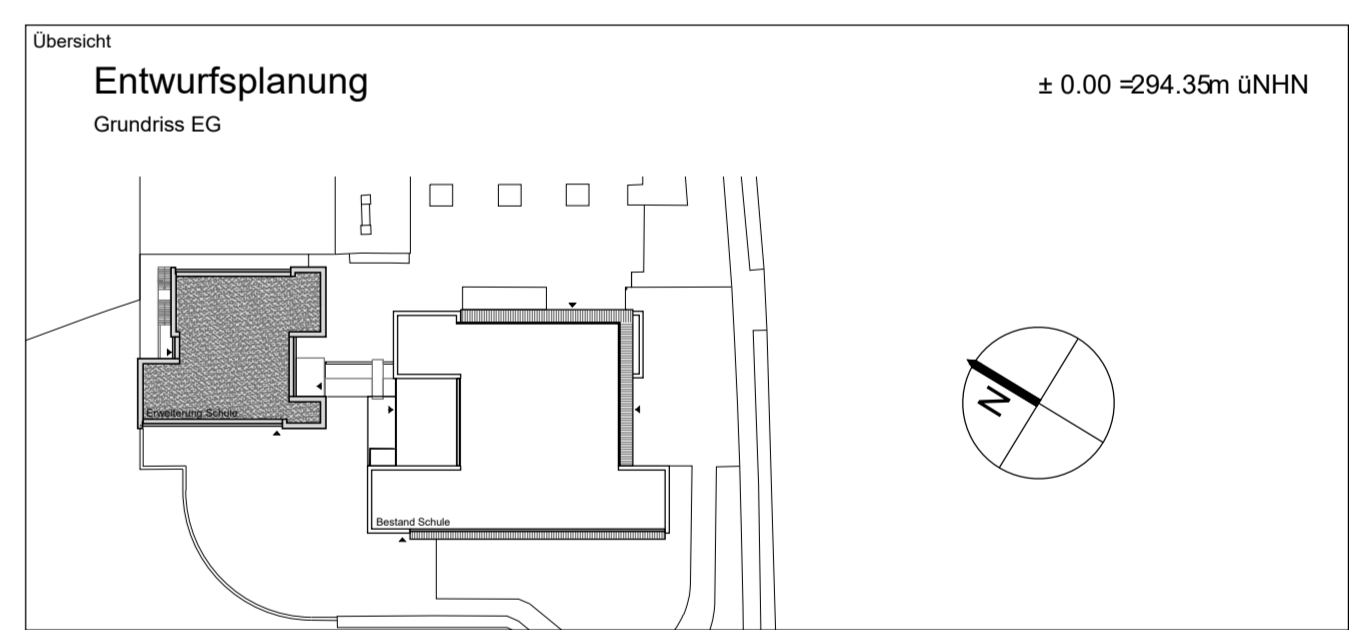 Übersicht
Entwurfsplanung
± 0.00 =294.35m üNHN
Grundriss EG
N
Erweiterung Schule
Bestand Schule